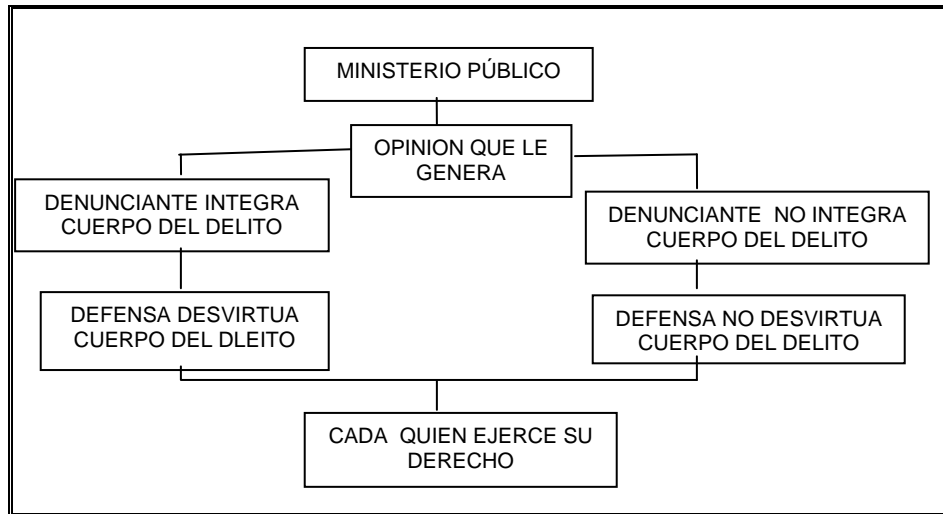 MINISTERIO PÚBLICO
OPINION QUE LE
GENERA
DENUNCIANTE INTEGRA
CUERPO DEL DELITO
DENUNCIANTE NO INTEGRA
CUERPO DEL DELITO
DEFENSA DESVIRTUA
CUERPO DEL DLEITO
DEFENSA NO DESVIRTUA
CUERPO DEL DELITO
CADA QUIEN EJERCE SU
DERECHO